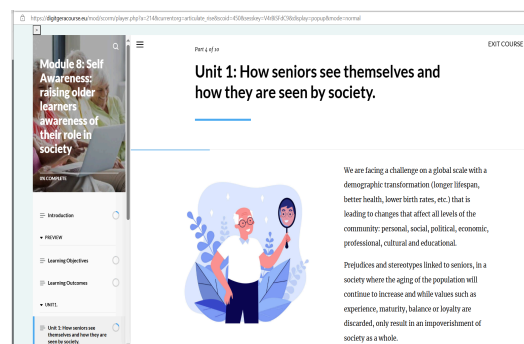 https://digitgeracourse.eu/mod/scorm/player.php?a=214&currentorg=articulate_rise&scoid=450&sesskey=V4r8SFdC9l&display=popup&mode=normal
Module 8: Self
Awareness:
raising older
learners
awareness of
their role in
society
0% COMPLETE
Introduction
PREVIEW
Learning Objectives
Learning Outcomes
UNIT1.
Unit 1: How seniors see
themselves and how they are
seen by society.
Part 4 of 10
EXIT COURSE
Unit 1: How seniors see themselves and
how they are seen by society.
We are facing a challenge on a global scale with a
demographic transformation (longer lifespan,
better health, lower birth rates, etc.) that is
leading to changes that affect all levels of the
community: personal, social, political, economic,
professional, cultural and educational.
Prejudices and stereotypes linked to seniors, in a
society where the aging of the population will
continue to increase and while values such as
experience, maturity, balance or loyalty are
discarded, only result in an impoverishment of
society as a whole.